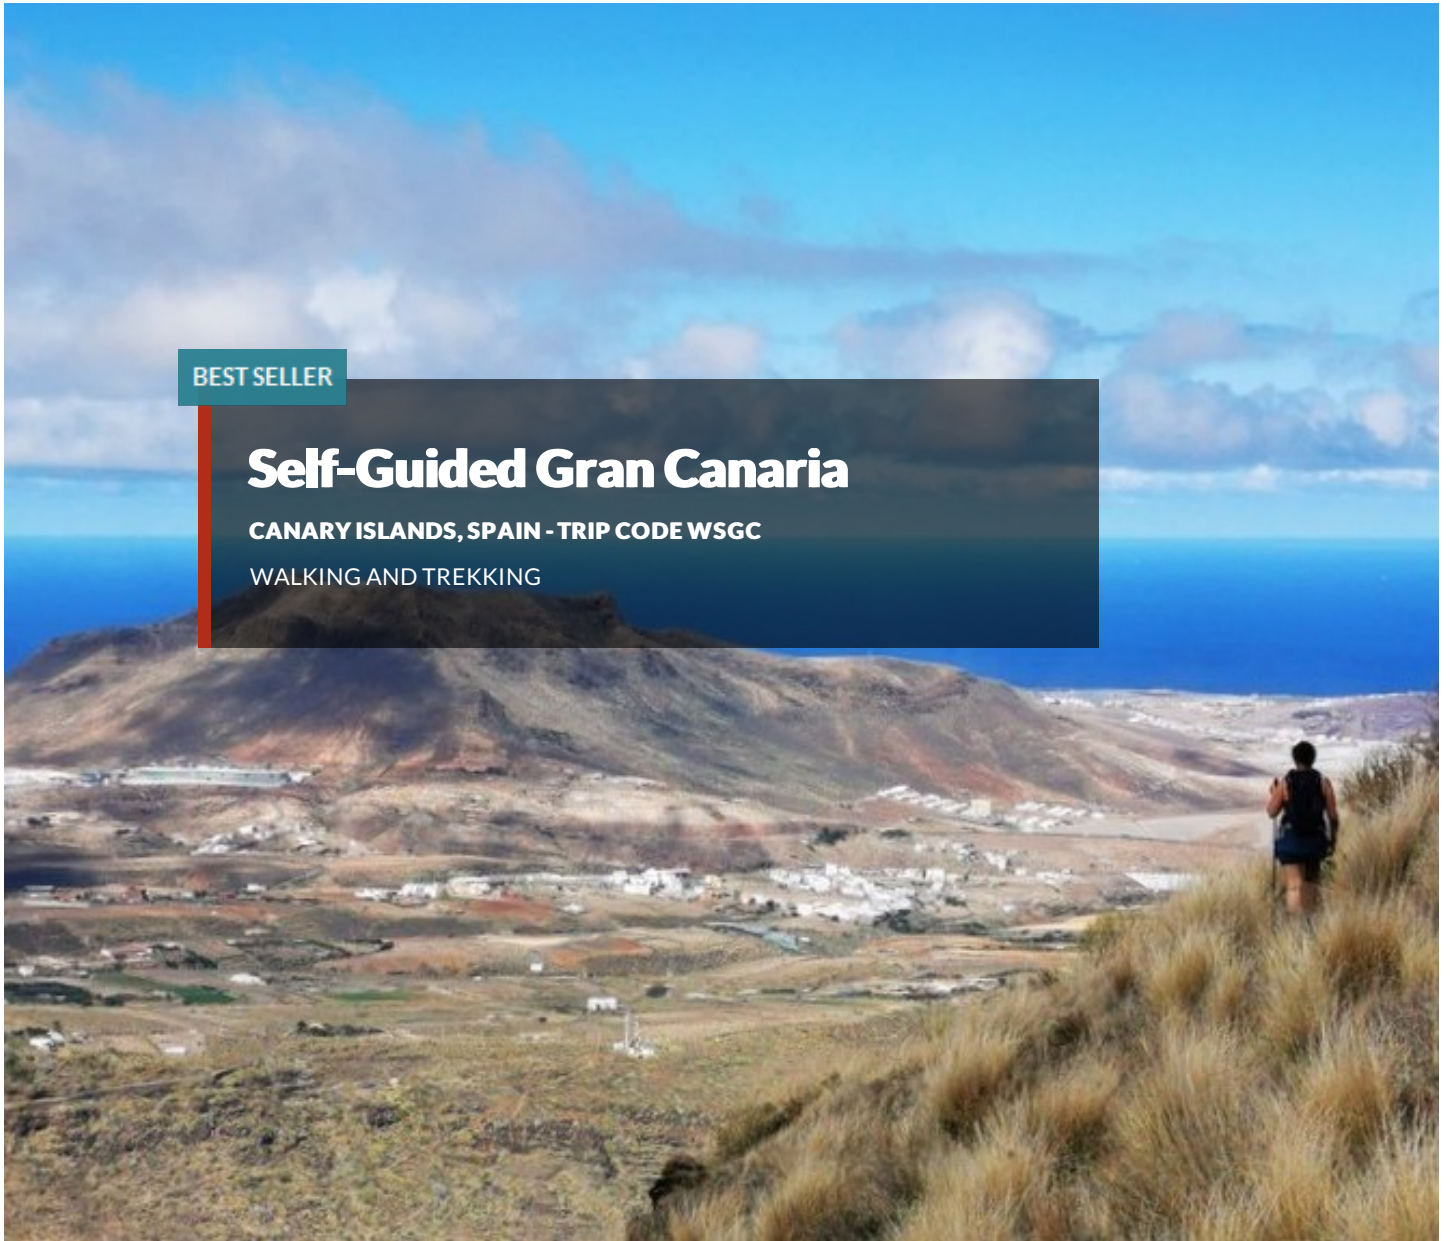 BEST SELLER
Self-Guided Gran Canaria
CANARY ISLANDS, SPAIN - TRIP CODE WSGC
WALKING AND TREKKING